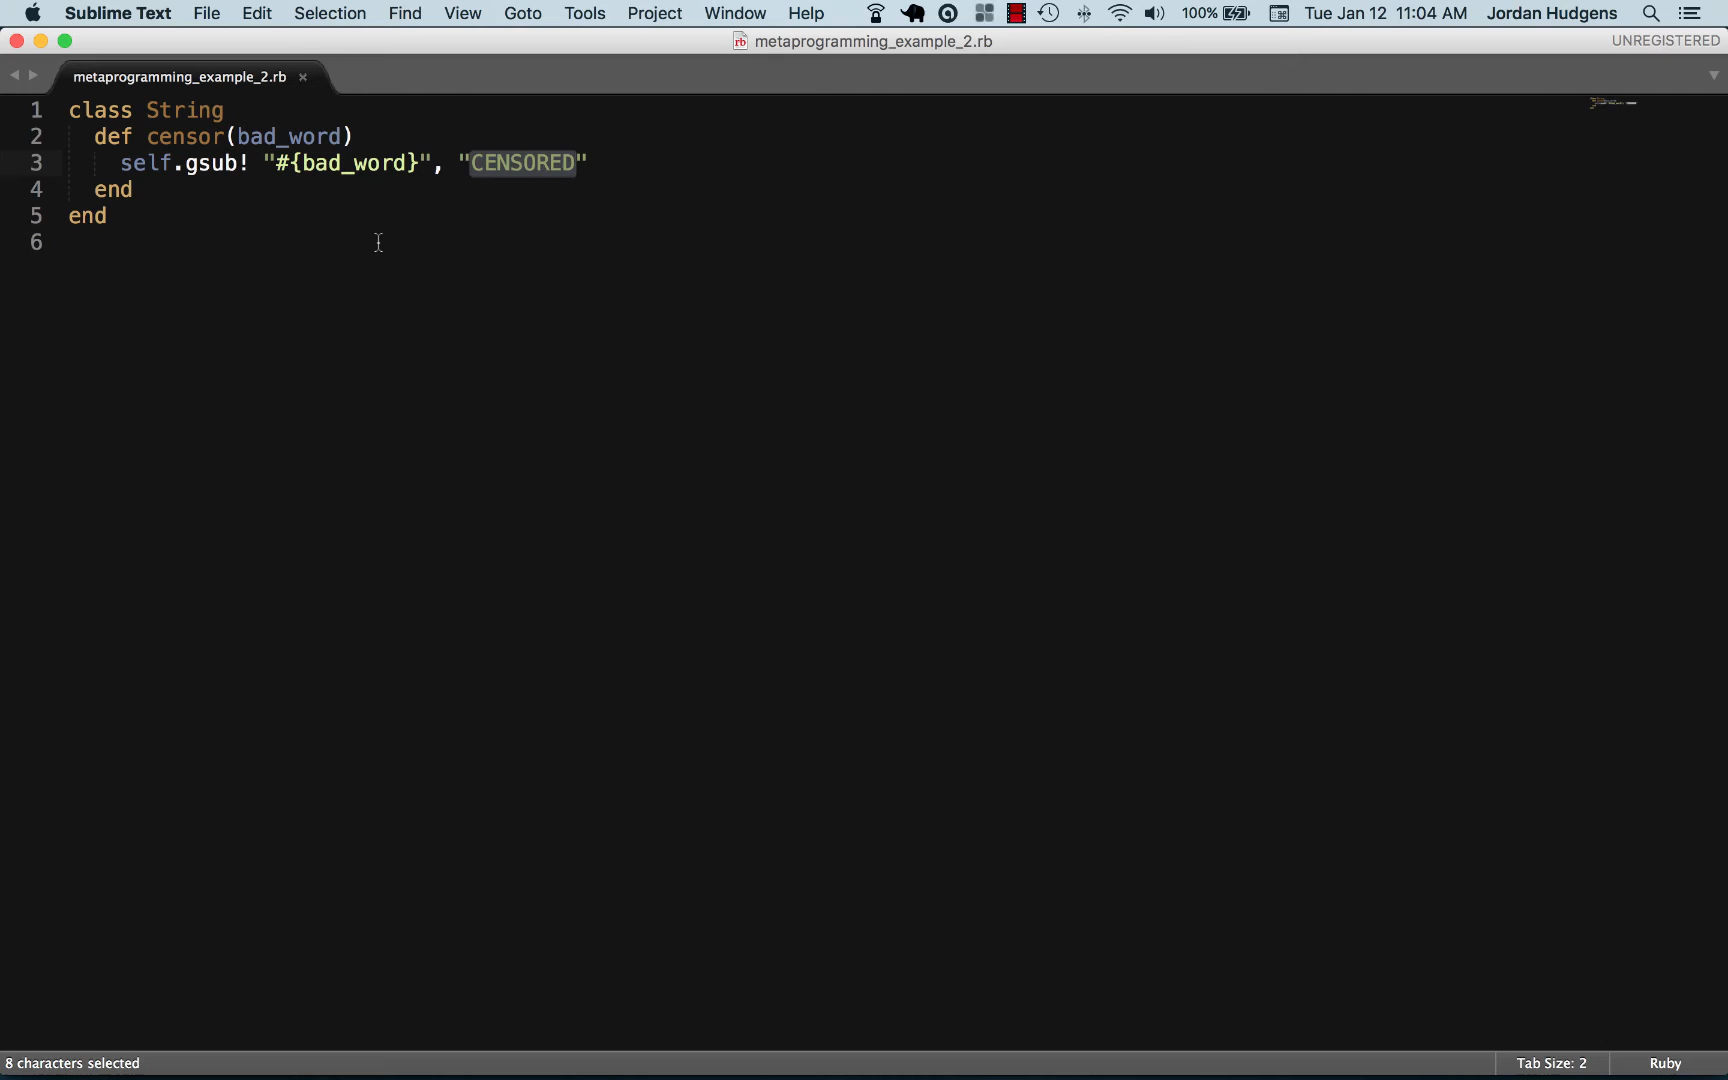 Sublime Text File Edit Selection Find View Goto Tools Project Window Help 100% Tue Jan 12 11:04 AM Jordan Hudgens
rb metaprogramming_example_2.rb UNREGISTERED
metaprogramming_example_2.rb ×
1 class String
2 def censor(bad_word)
3 self.gsub! "#{bad_word}", "CENSORED"
4 end
5 end
6
8 characters selected Tab Size: 2 Ruby